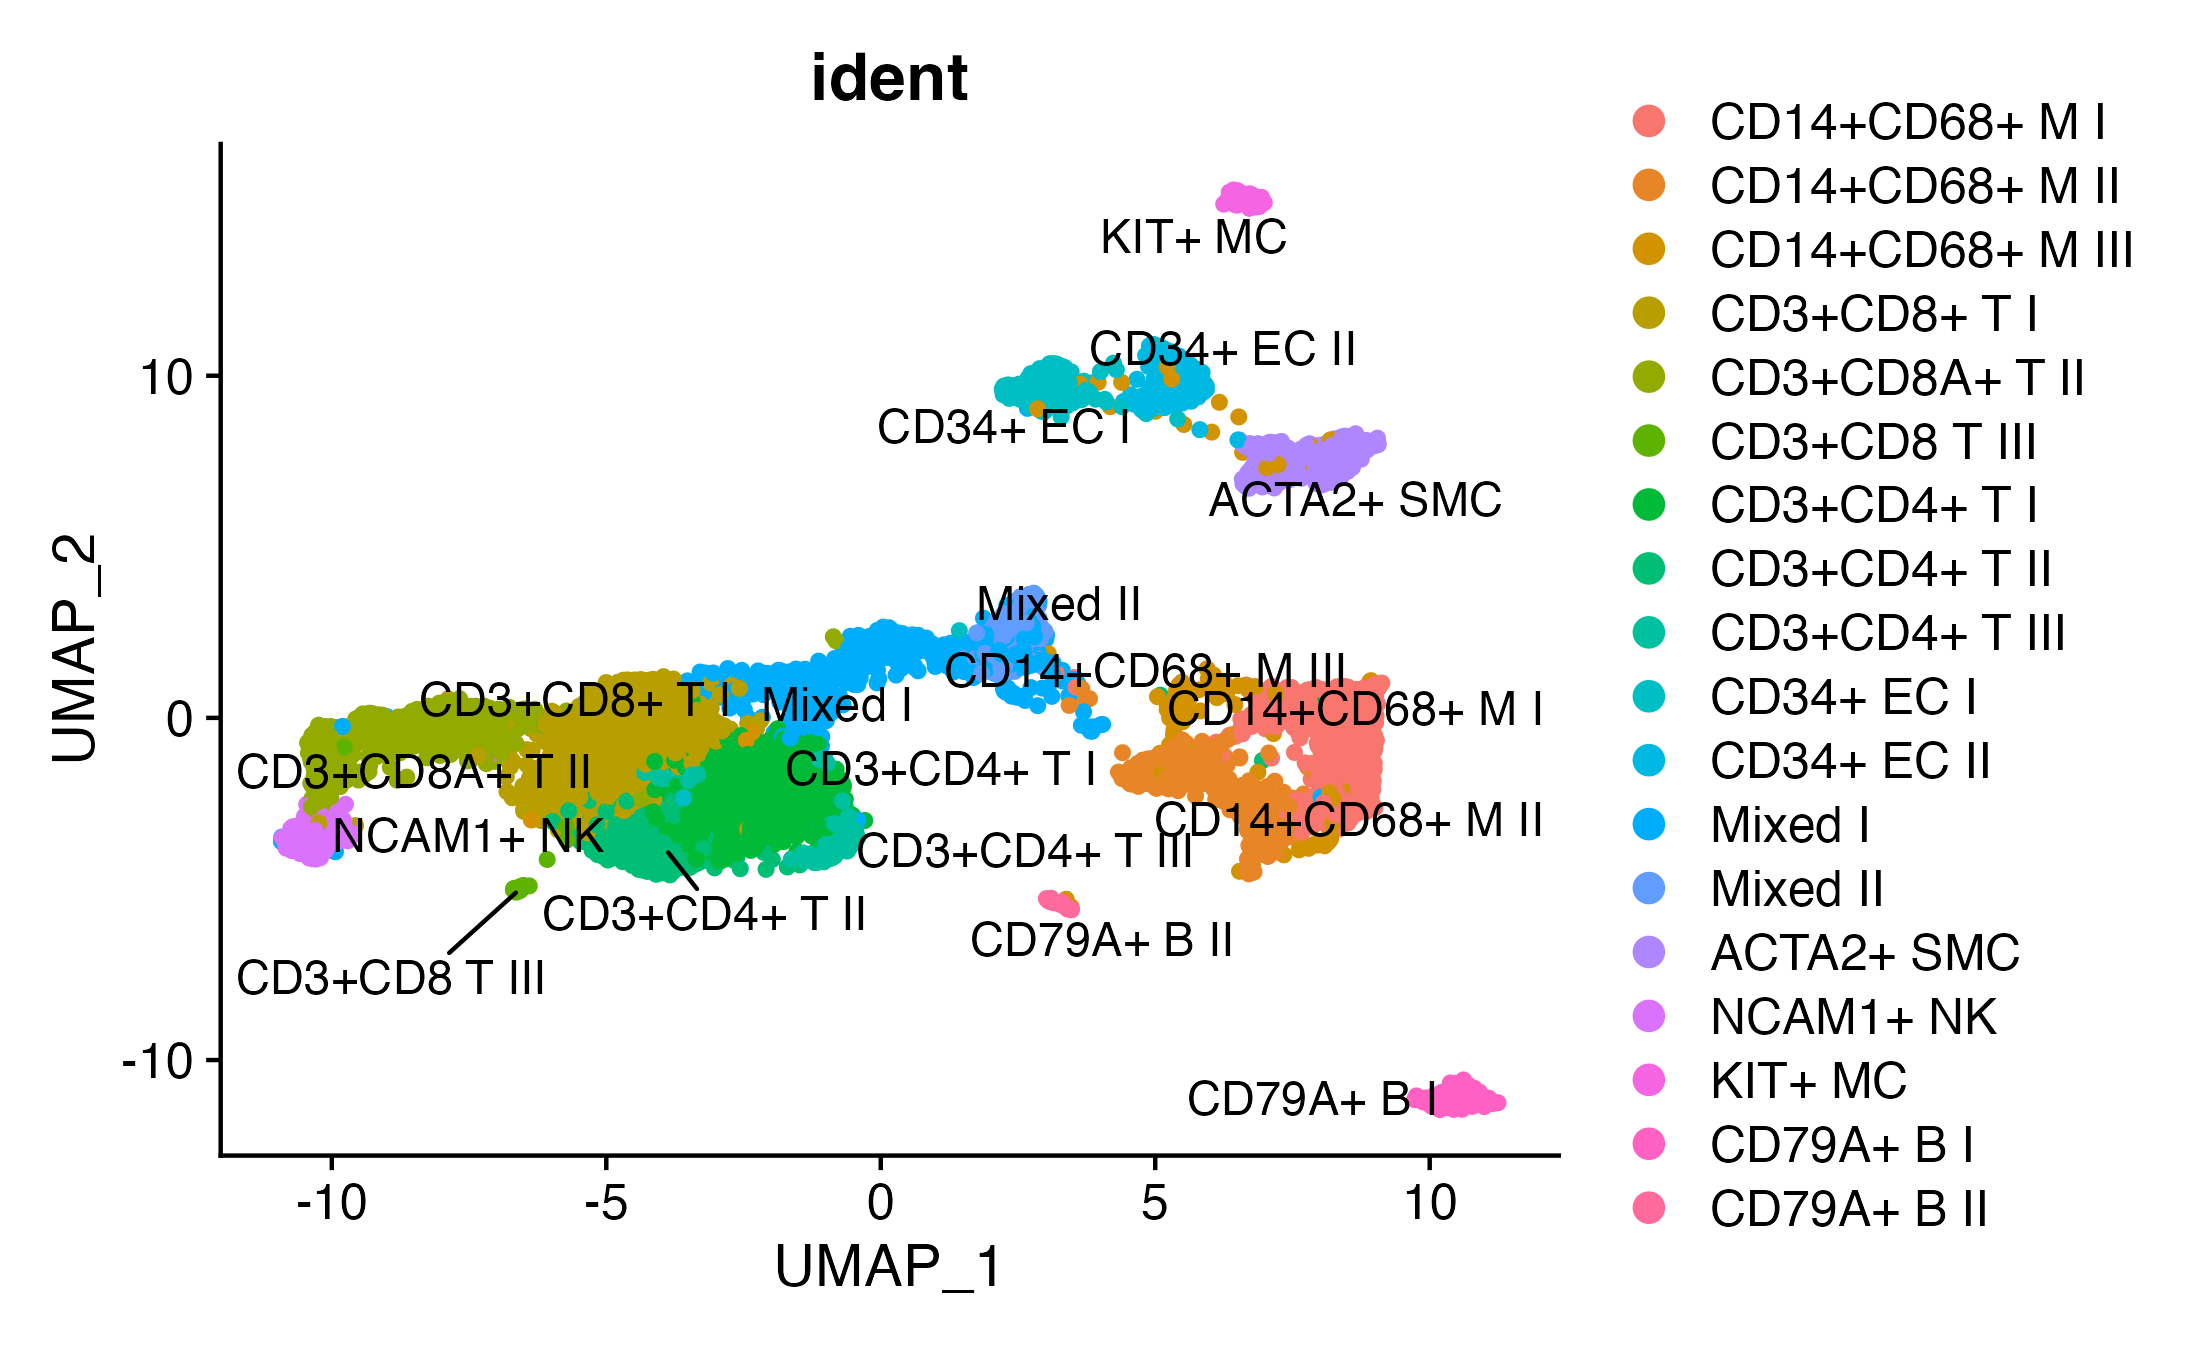 ident
KIT+ MC
CD34+ EC II
CD34+ EC I
ACTA2+ SMC
Mixed II
CD14+CD68+ M III
CD3+CD8+ T I
Mixed I
CD14+CD68+ M I
CD3+CD8A+ T II
CD3+CD4+ T I
NCAM1+ NK
CD14+CD68+ M II
CD3+CD4+ T III
CD3+CD4+ T II
CD79A+ B II
CD3+CD8 T III
CD79A+ B I
10
0
-10
UMAP_2
-10
-5
0
5
10
UMAP_1
CD14+CD68+ M I
CD14+CD68+ M II
CD14+CD68+ M III
CD3+CD8+ T I
CD3+CD8A+ T II
CD3+CD8 T III
CD3+CD4+ T I
CD3+CD4+ T II
CD3+CD4+ T III
CD34+ EC I
CD34+ EC II
Mixed I
Mixed II
ACTA2+ SMC
NCAM1+ NK
KIT+ MC
CD79A+ B I
CD79A+ B II